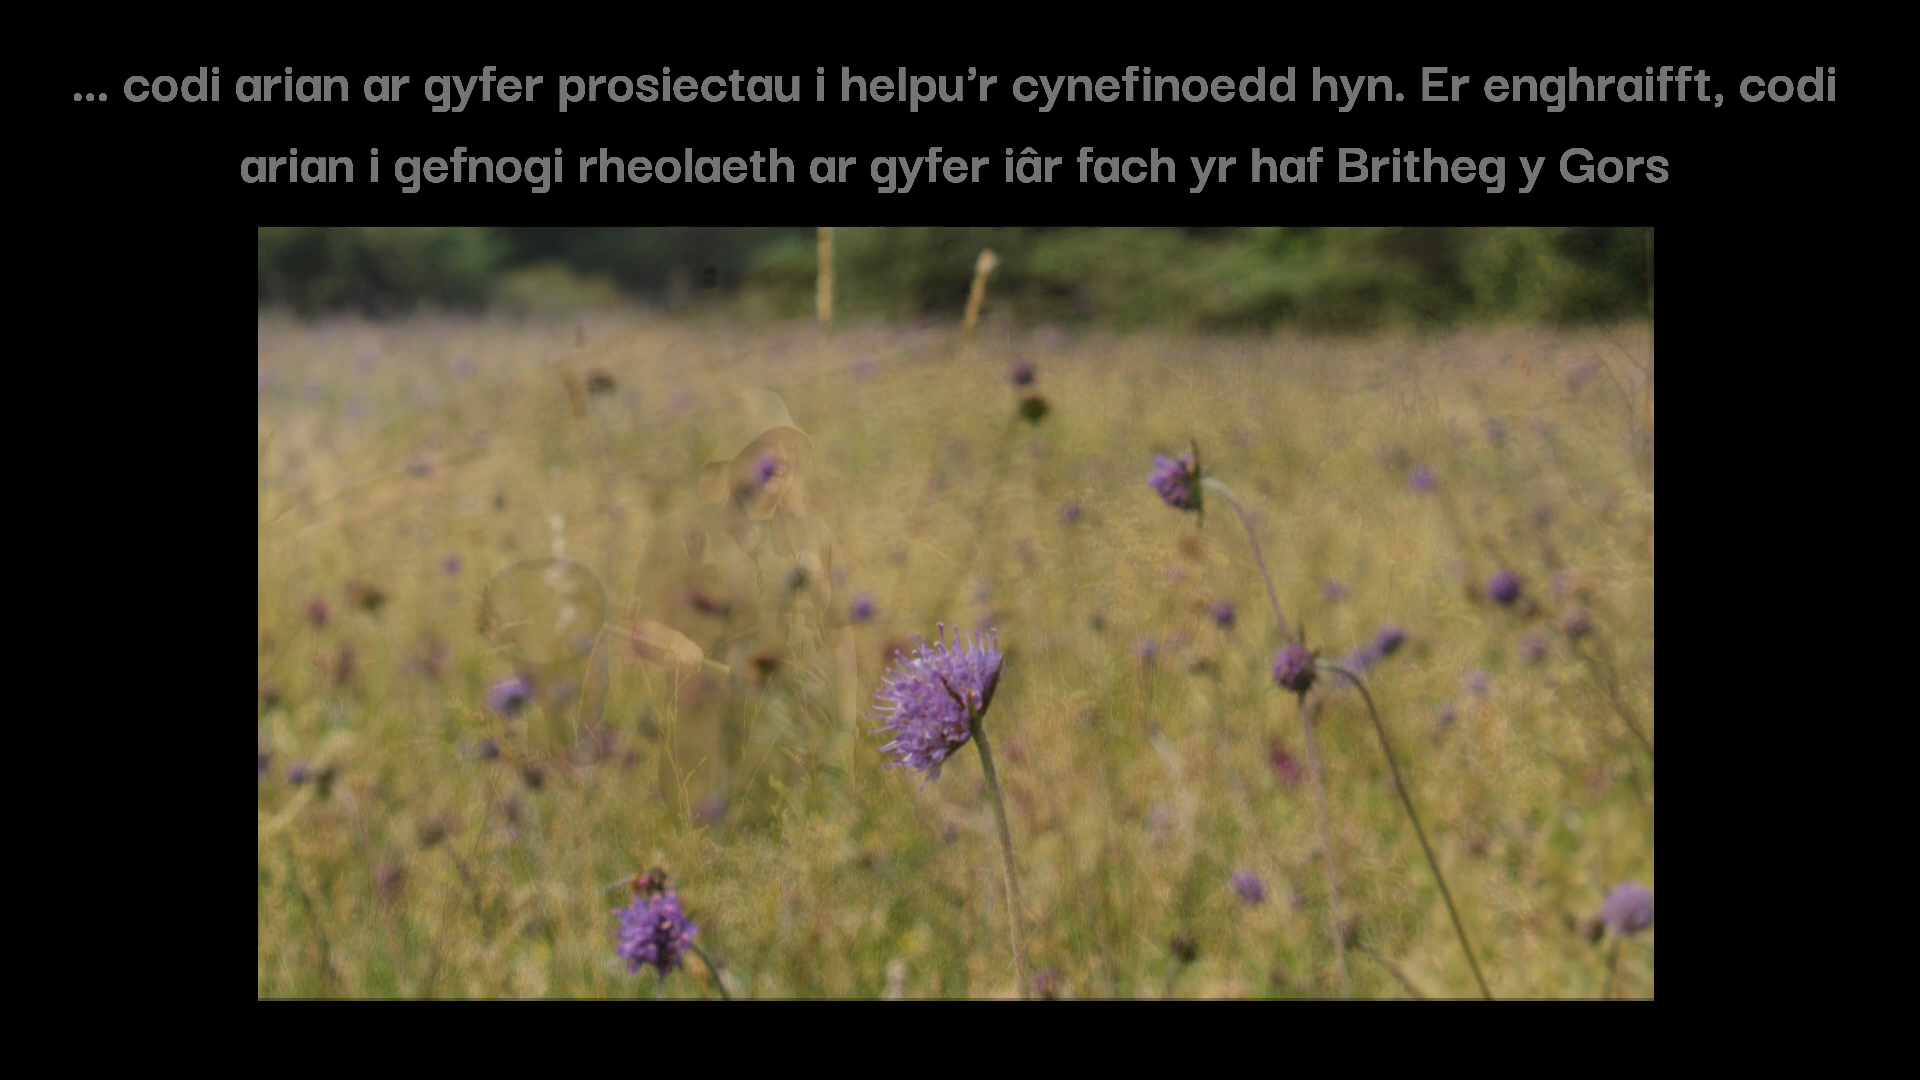 ... codi arian ar gyfer prosiectau i helpu’r cynefinoedd hyn. Er enghraifft, codi
arian i gefnogi rheolaeth ar gyfer iâr fach yr haf Britheg y Gors